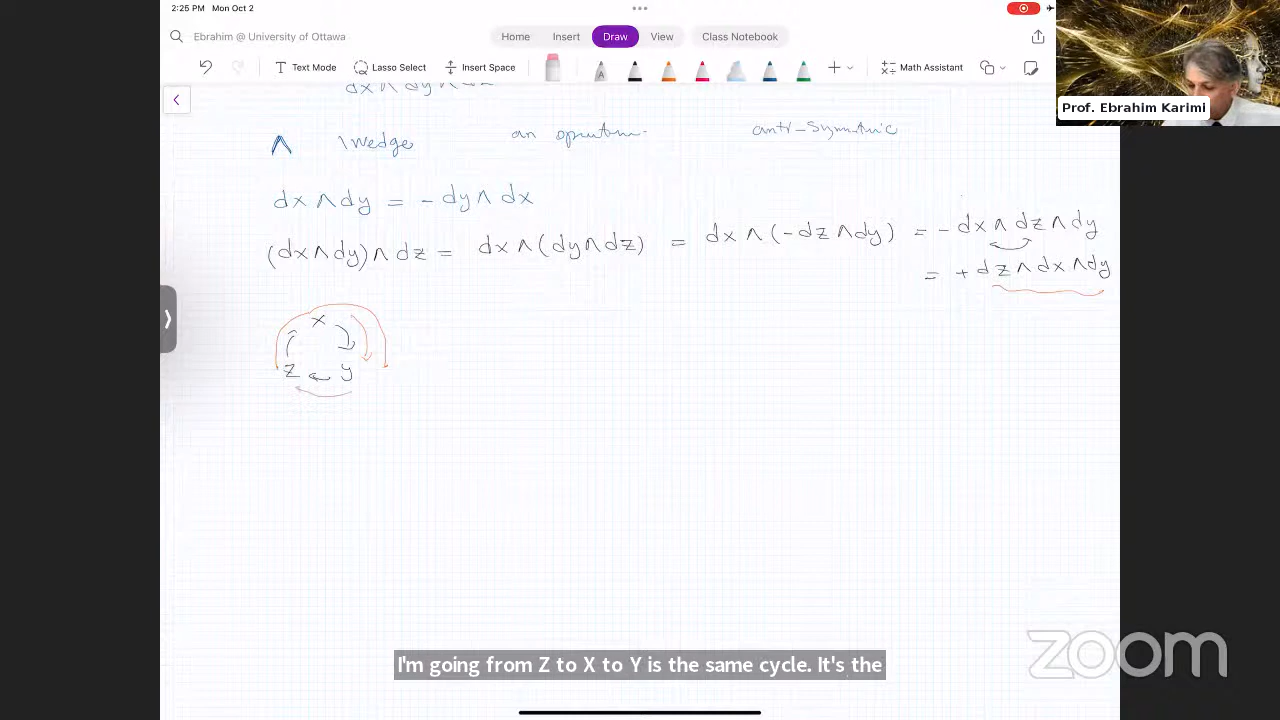 2:25 PM Mon Oct 2
Ebrahim @ University of Ottawa
Home Insert Draw View Class Notebook
Text Mode Lasso Select Insert Space Math Assistant
Prof. Ebrahim Karimi
∧ wedge an anti-symmetric
dx∧dy = -dy∧dx
(dx∧dy)∧dz = dx∧(dy∧dz) = dx∧(-dz∧dy) = -dx∧dz∧dy
= +dz∧dx∧dy
x
z y
I'm going from Z to X to Y is the same cycle. It's the
zoom